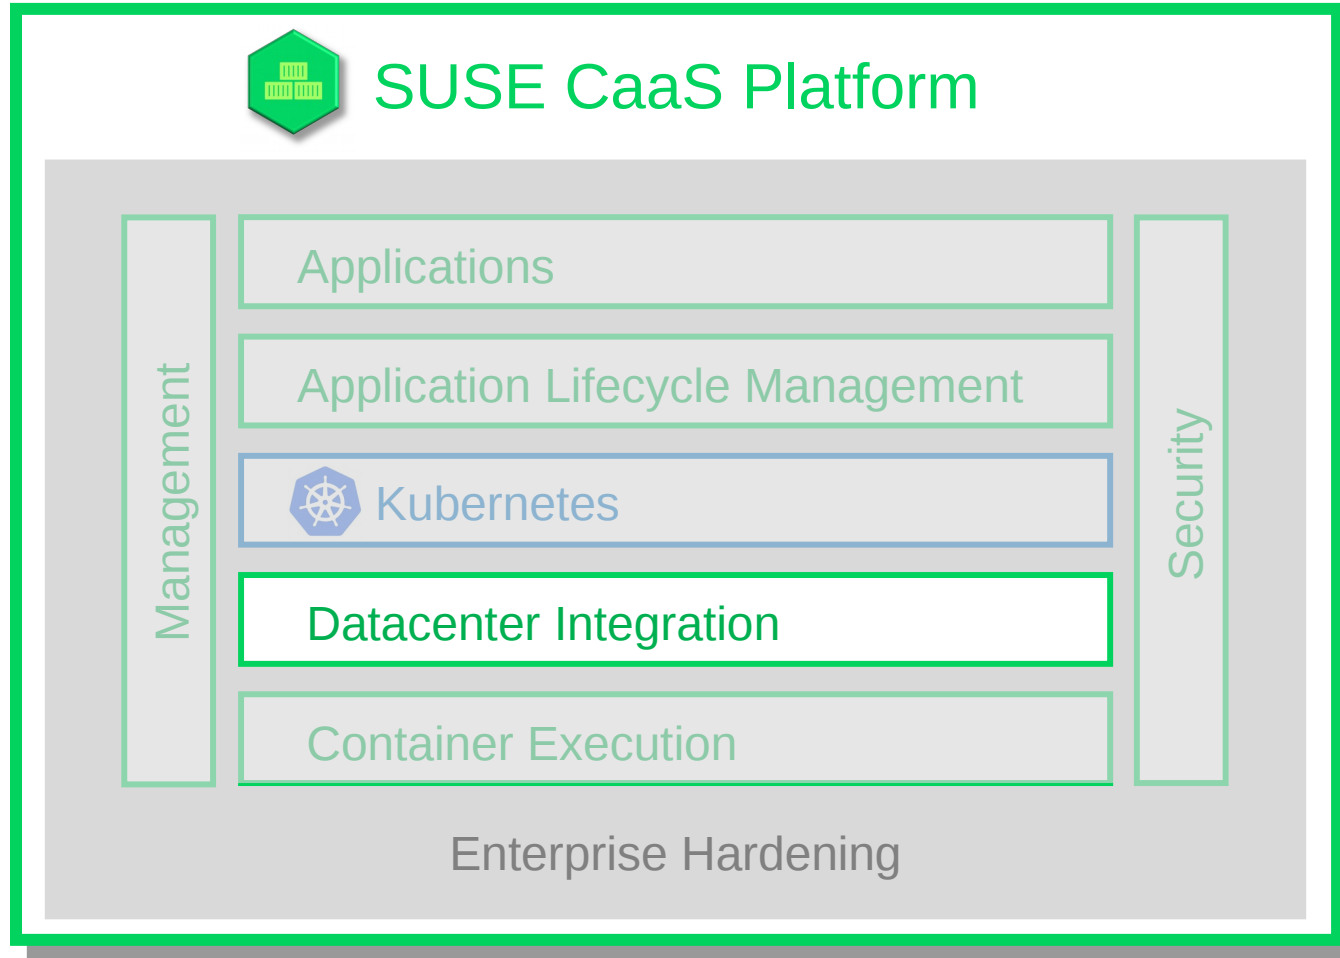 SUSE CaaS Platform
Management
Applications
Application Lifecycle Management
Kubernetes
Datacenter Integration
Container Execution
Security
Enterprise Hardening